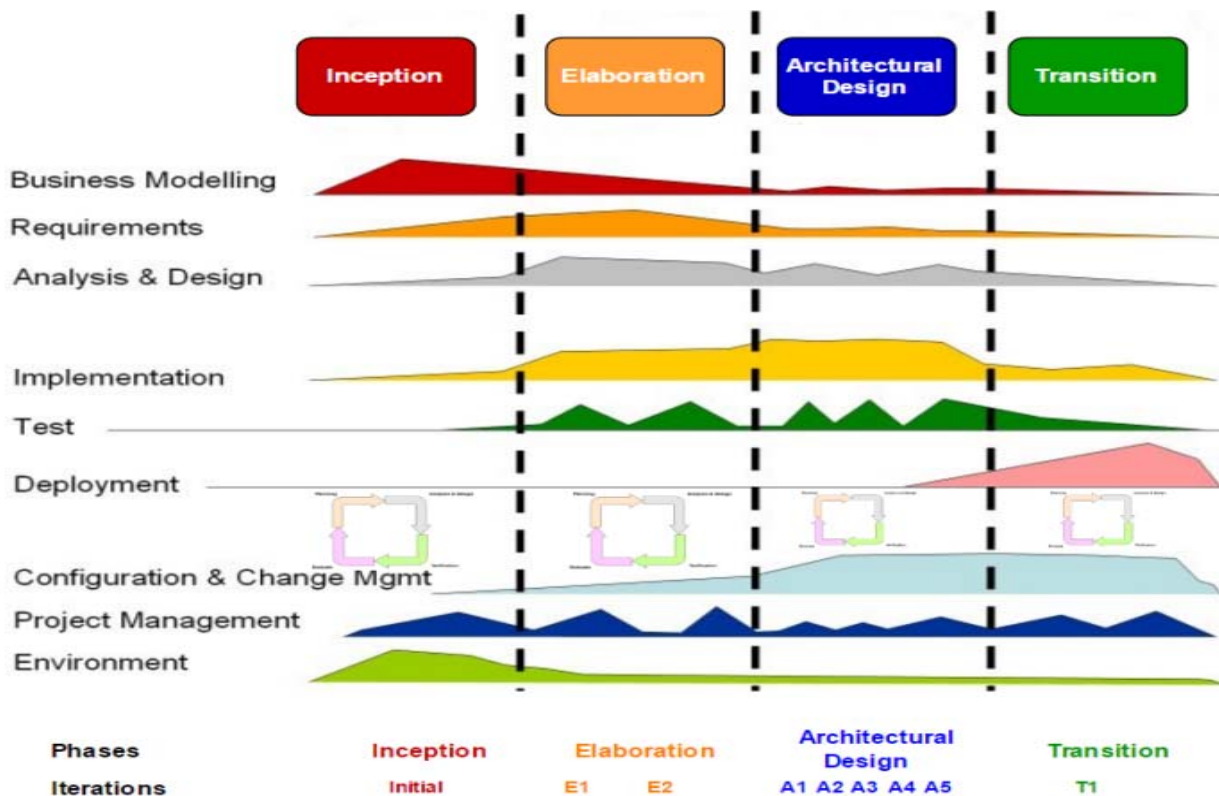 Inception
Elaboration
Architectural
Design
Transition
Business Modelling
Requirements
Analysis & Design
Implementation
Test
Deployment
Configuration & Change Mgmt
Project Management
Environment
Phases Inception Elaboration Architectural Design Transition
Iterations Initial E1 E2 A1 A2 A3 A4 A5 T1